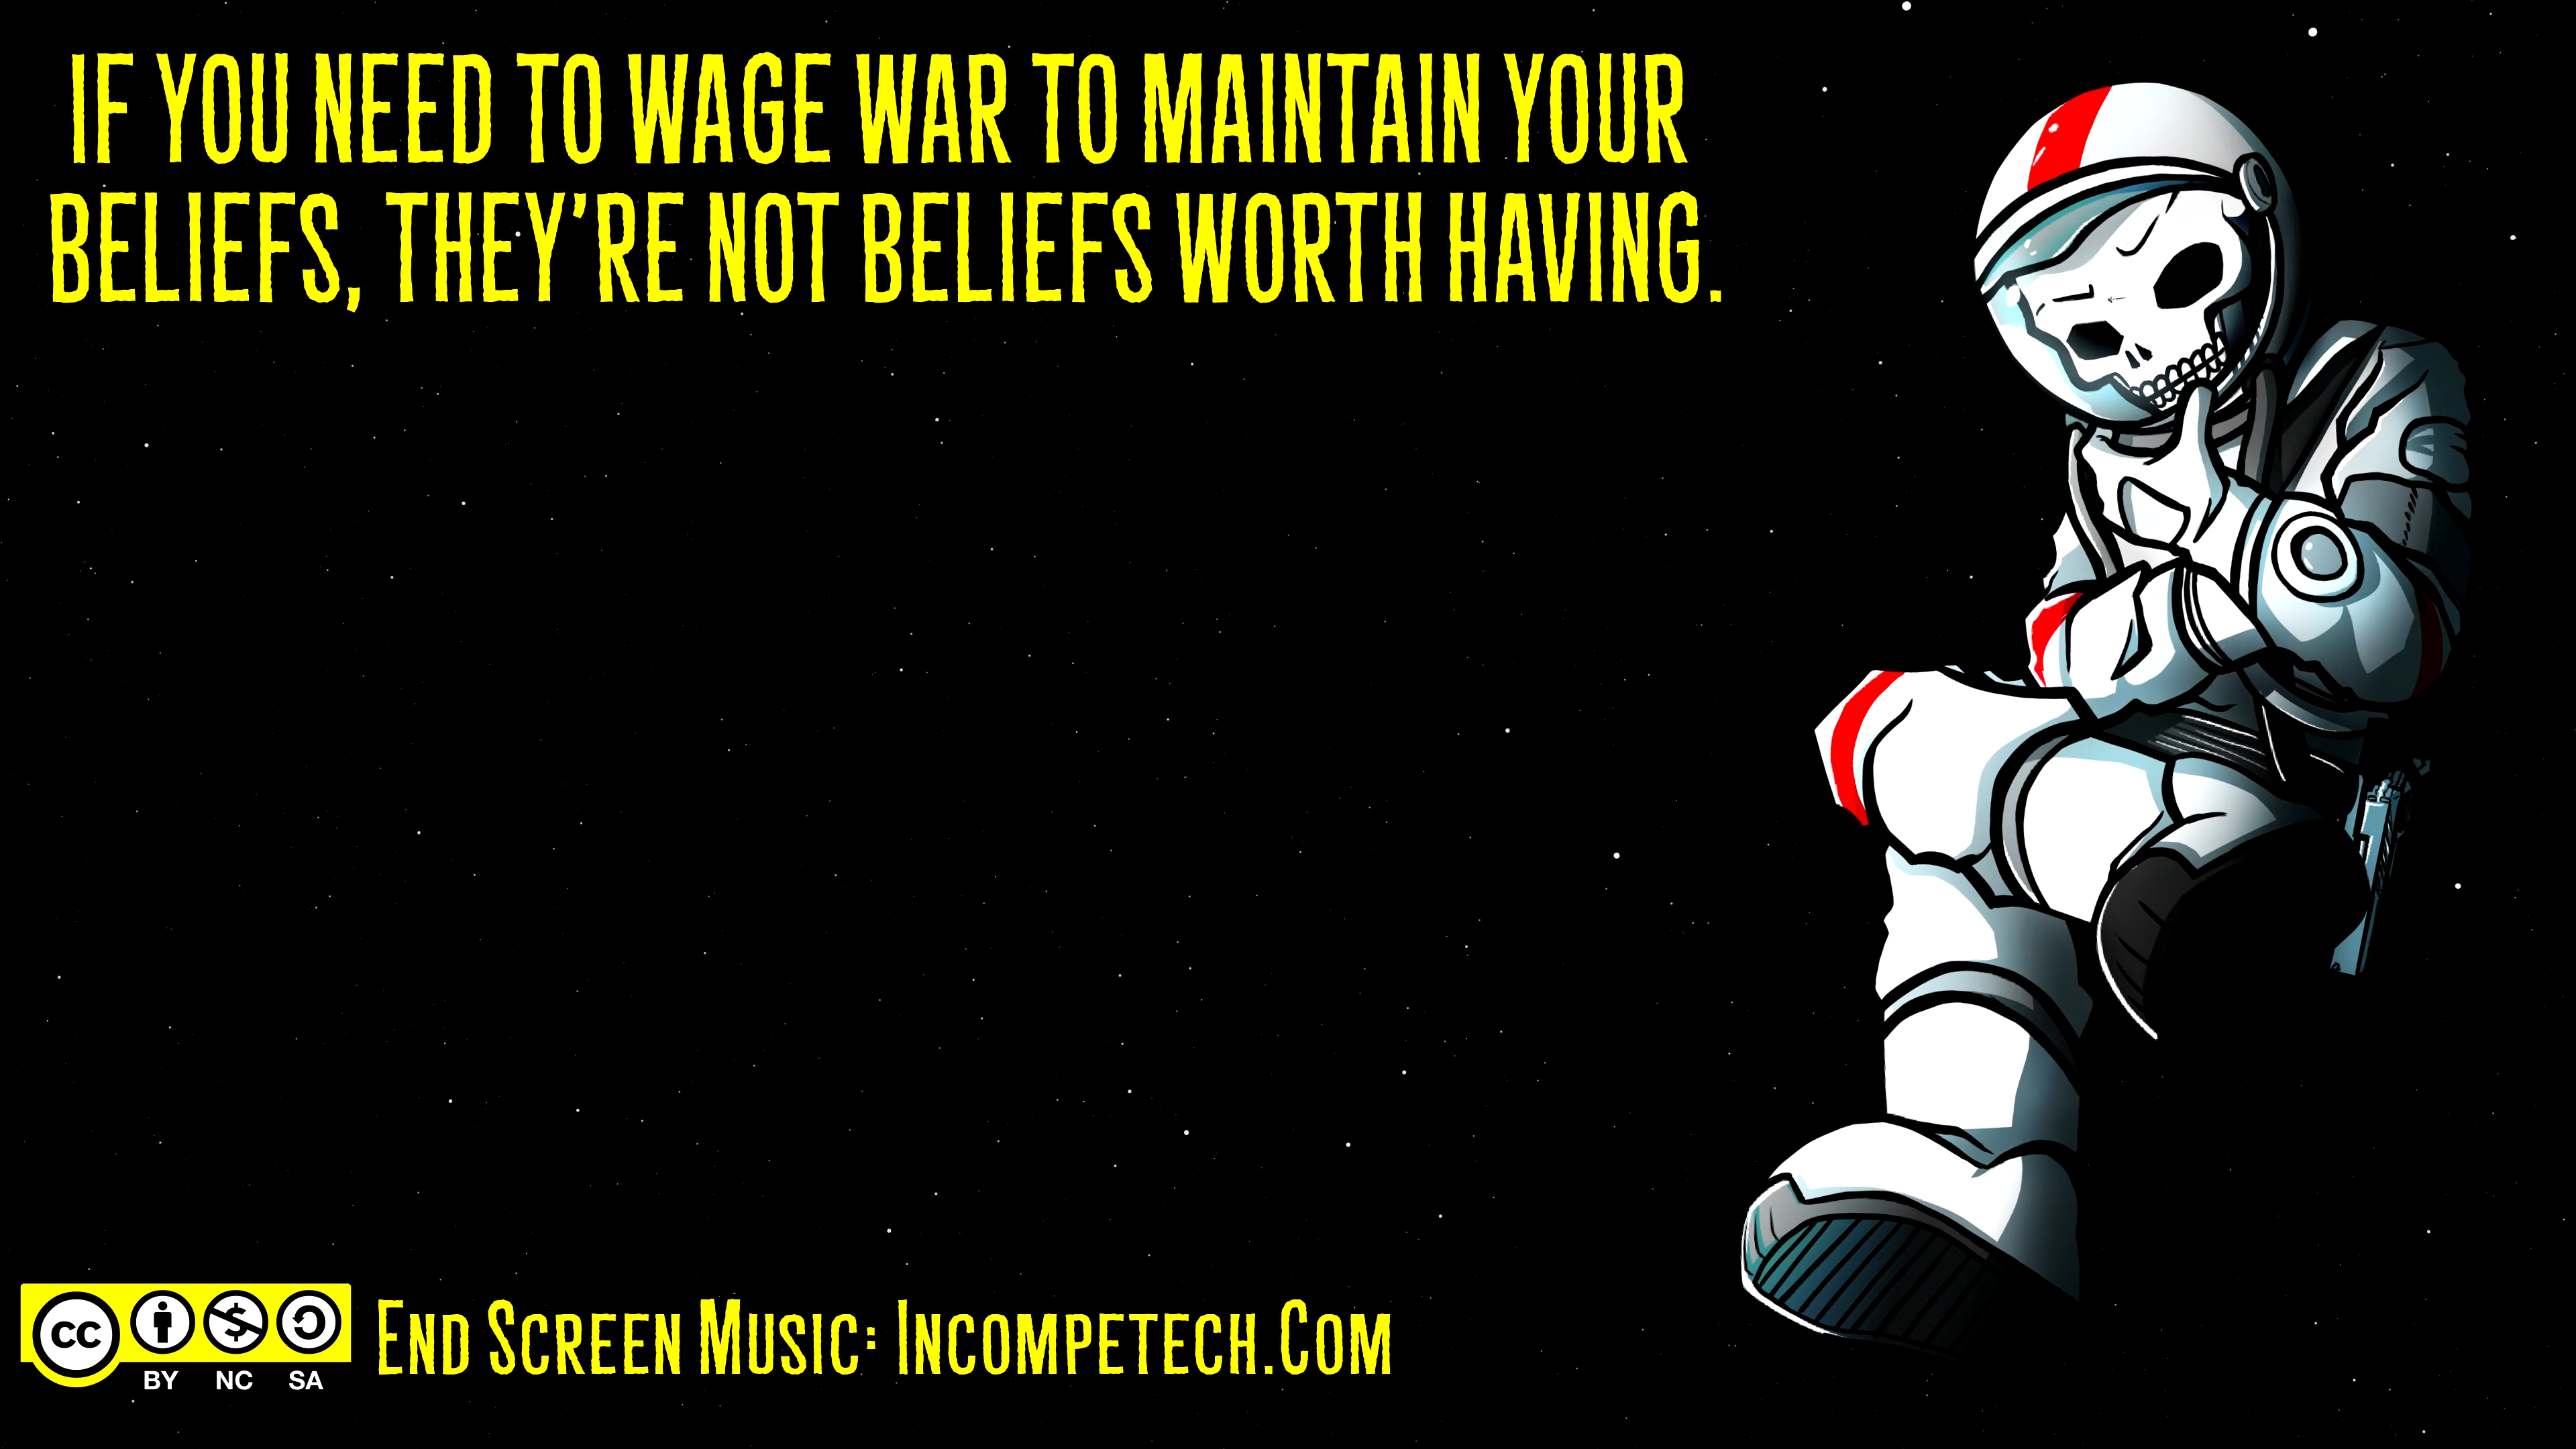 IF YOU NEED TO WAGE WAR TO MAINTAIN YOUR
BELIEFS, THEY'RE NOT BELIEFS WORTH HAVING.
cc
BY NC SA
END SCREEN MUSIC: INCOMPETECH.COM